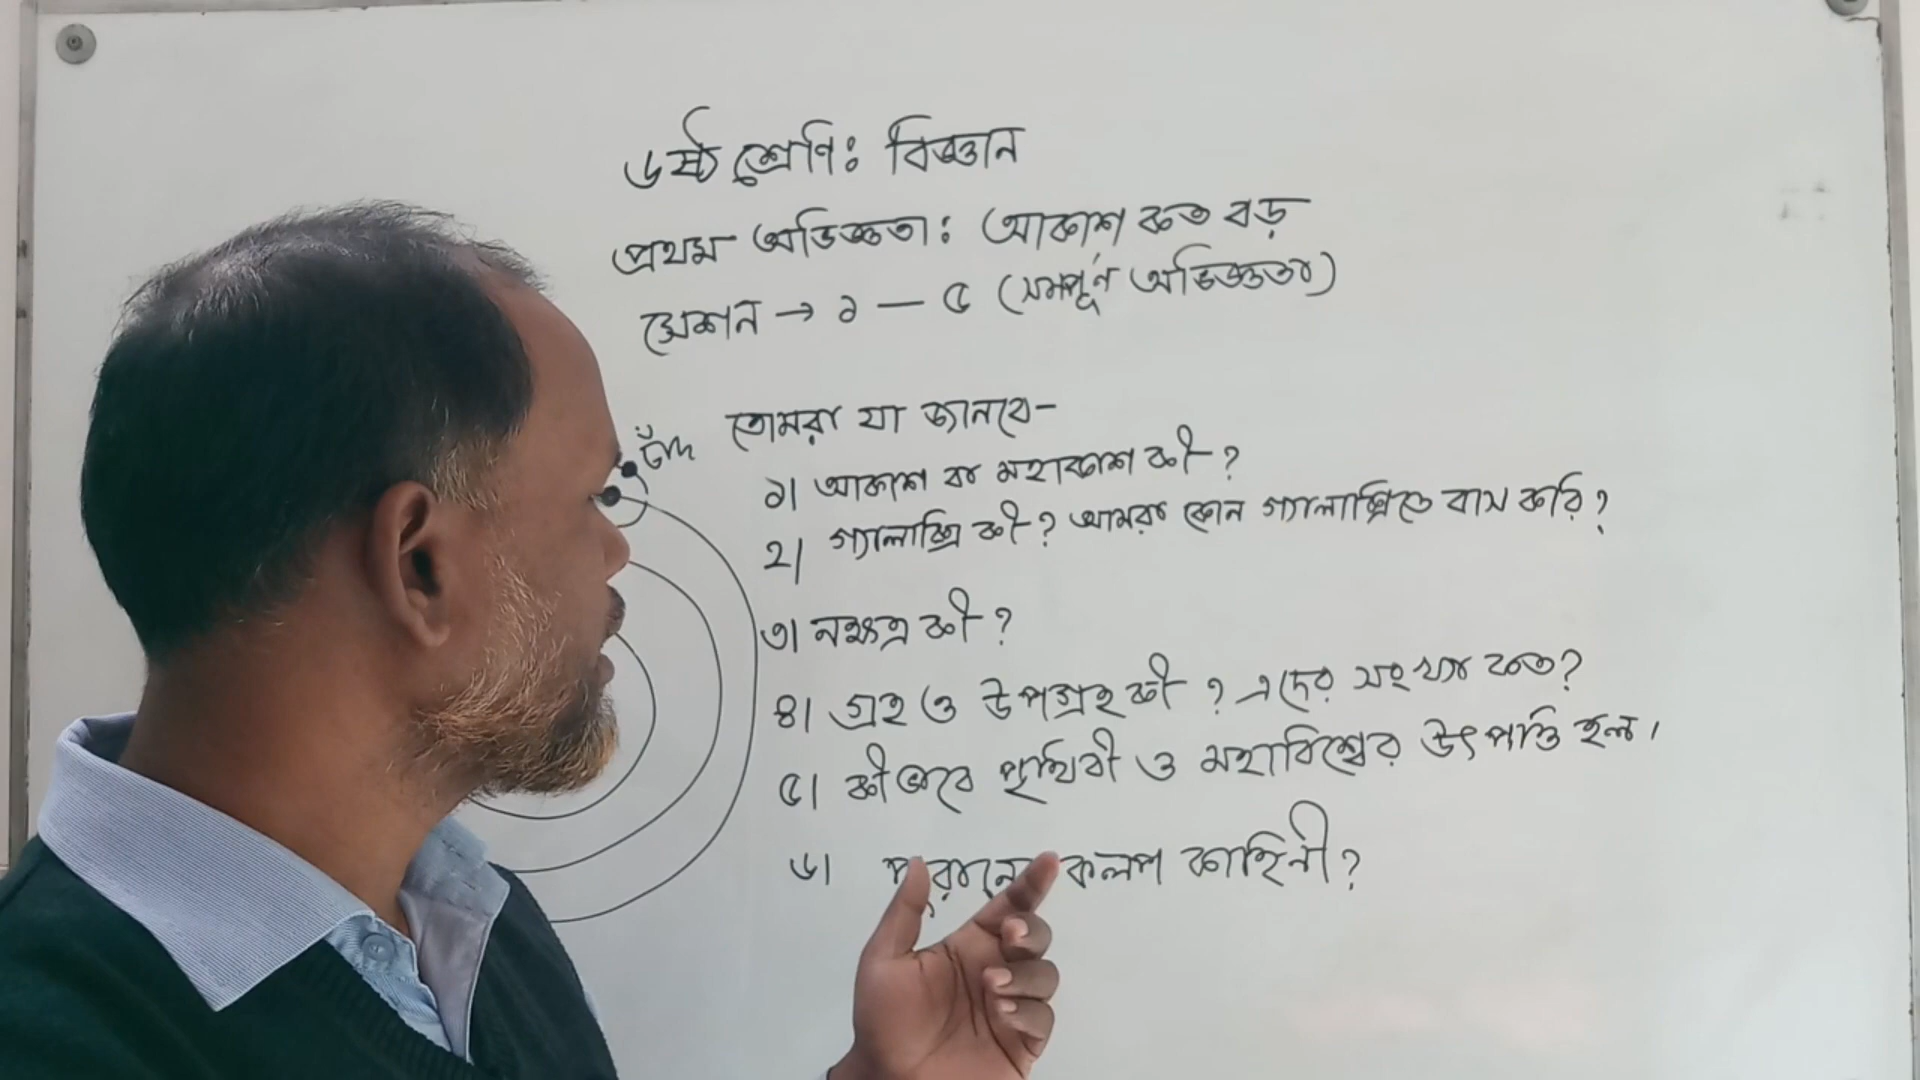 ৬ষ্ঠ শ্রেণিঃ বিজ্ঞান
প্রথম অভিজ্ঞতাঃ আকাশ কত বড়
সেশন → ১ — ৫ (সম্পূর্ণ অভিজ্ঞতা)
চাঁদ
তোমরা যা জানবে-
১। আকাশ বা মহাকাশ কী?
২। গ্যালাক্সি কী? আমরা কোন গ্যালাক্সিতে বাস করি?
৩। নক্ষত্র কী?
৪। গ্রহ ও উপগ্রহ কী? এদের সংখ্যা কত?
৫। কীভাবে পৃথিবী ও মহাবিশ্বের উৎপত্তি হল।
৬। পুরানো কল্প কাহিনী?